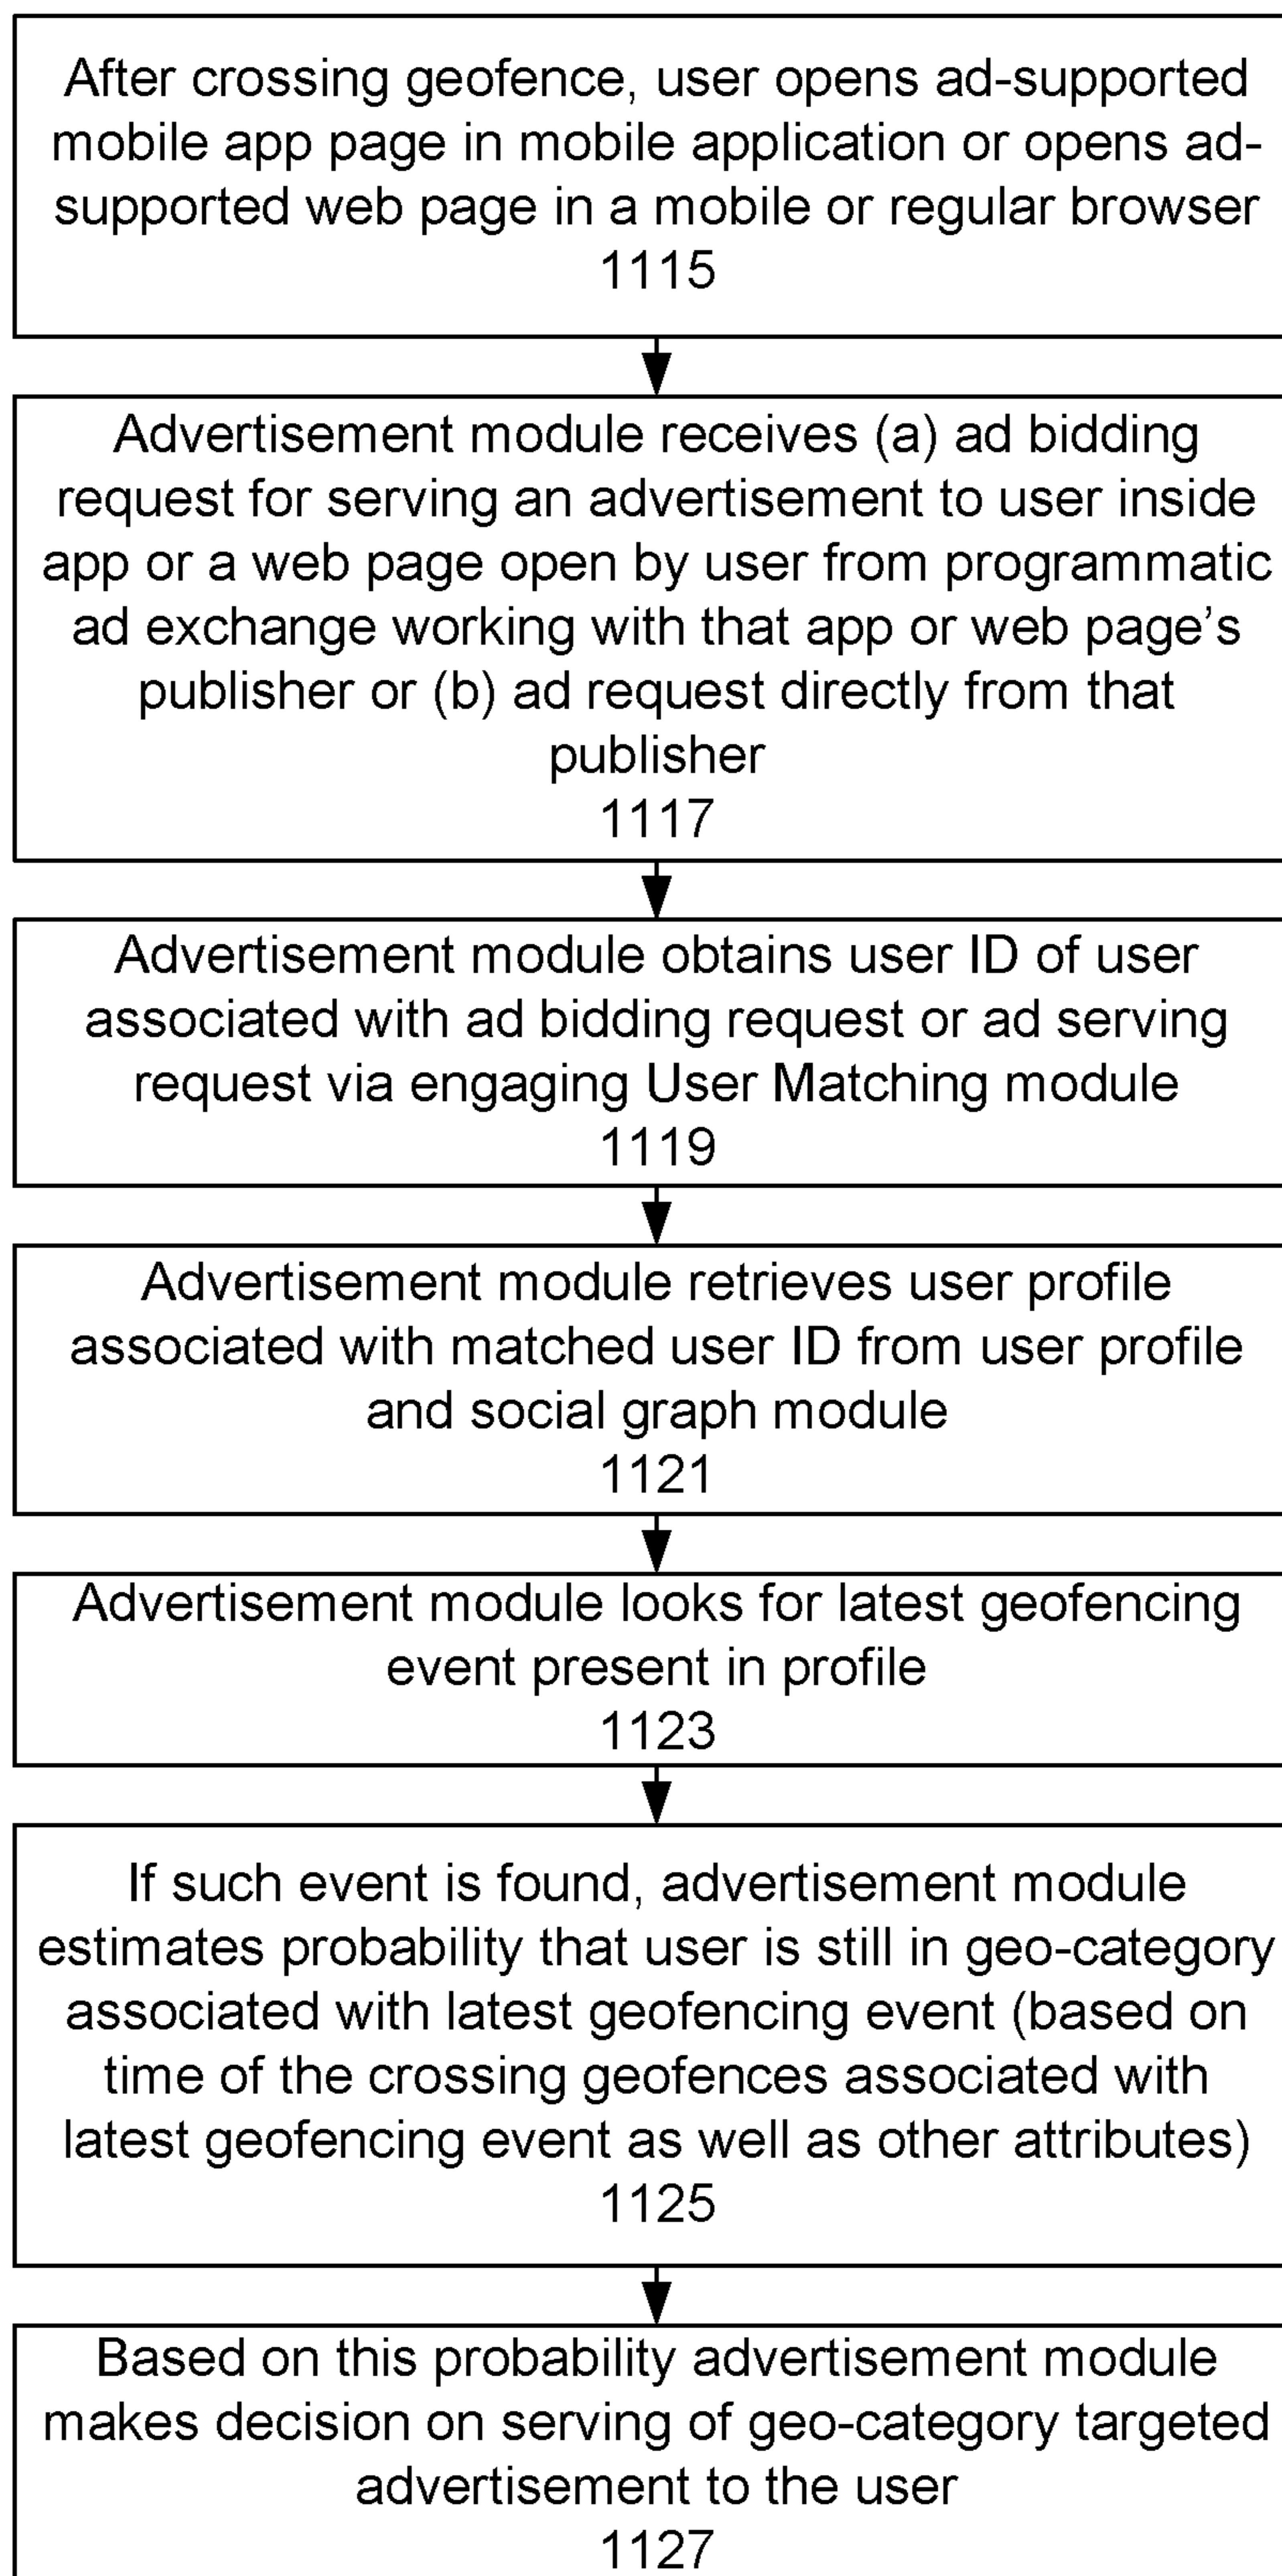 After crossing geofence, user opens ad-supported
mobile app page in mobile application or opens ad-
supported web page in a mobile or regular browser
1115
Advertisement module receives (a) ad bidding
request for serving an advertisement to user inside
app or a web page open by user from programmatic
ad exchange working with that app or web page’s
publisher or (b) ad request directly from that
publisher
1117
Advertisement module obtains user ID of user
associated with ad bidding request or ad serving
request via engaging User Matching module
1119
Advertisement module retrieves user profile
associated with matched user ID from user profile
and social graph module
1121
Advertisement module looks for latest geofencing
event present in profile
1123
If such event is found, advertisement module
estimates probability that user is still in geo-category
associated with latest geofencing event (based on
time of the crossing geofences associated with
latest geofencing event as well as other attributes)
1125
Based on this probability advertisement module
makes decision on serving of geo-category targeted
advertisement to the user
1127